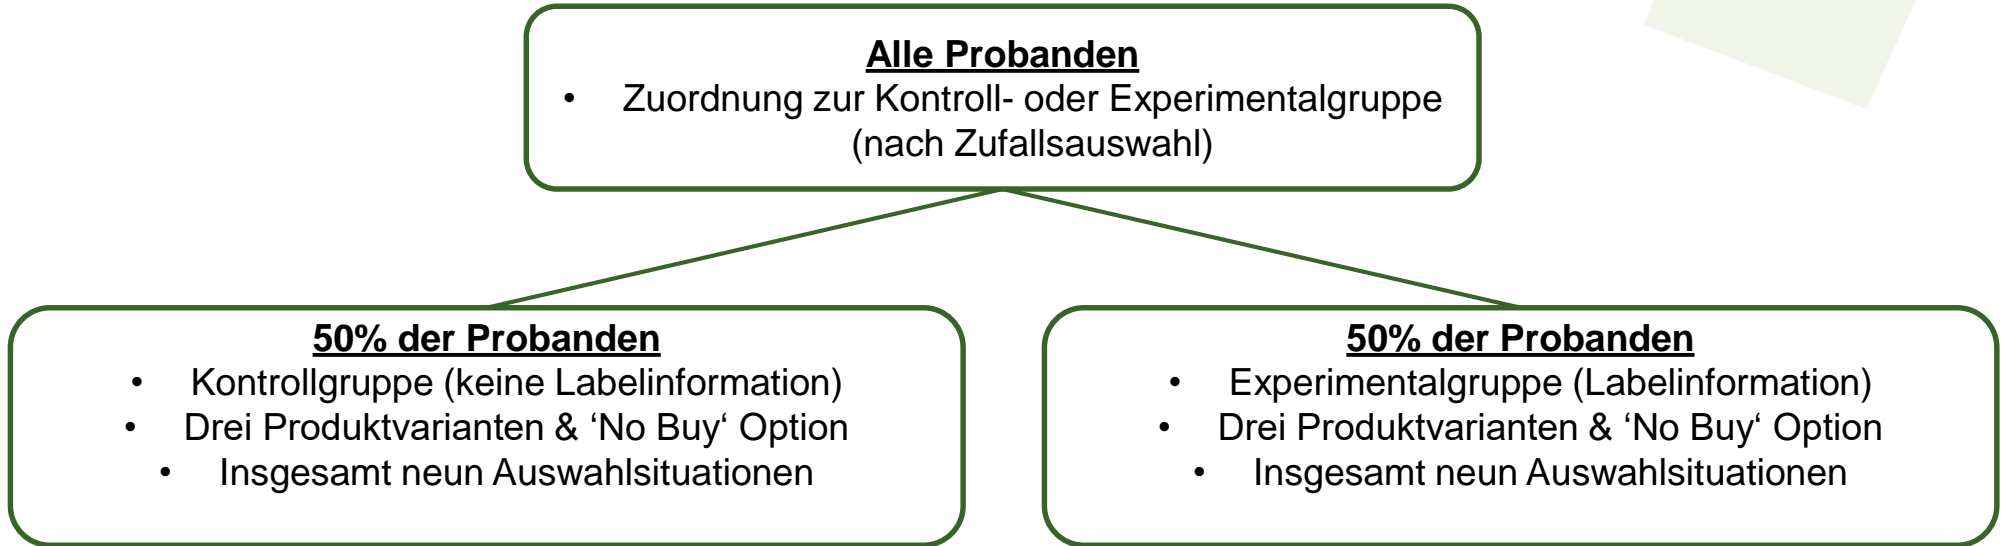 Alle Probanden
• Zuordnung zur Kontroll- oder Experimentalgruppe
(nach Zufallsauswahl)
50% der Probanden
• Kontrollgruppe (keine Labelinformation)
• Drei Produktvarianten & ‘No Buy‘ Option
• Insgesamt neun Auswahlsituationen
50% der Probanden
• Experimentalgruppe (Labelinformation)
• Drei Produktvarianten & ‘No Buy‘ Option
• Insgesamt neun Auswahlsituationen